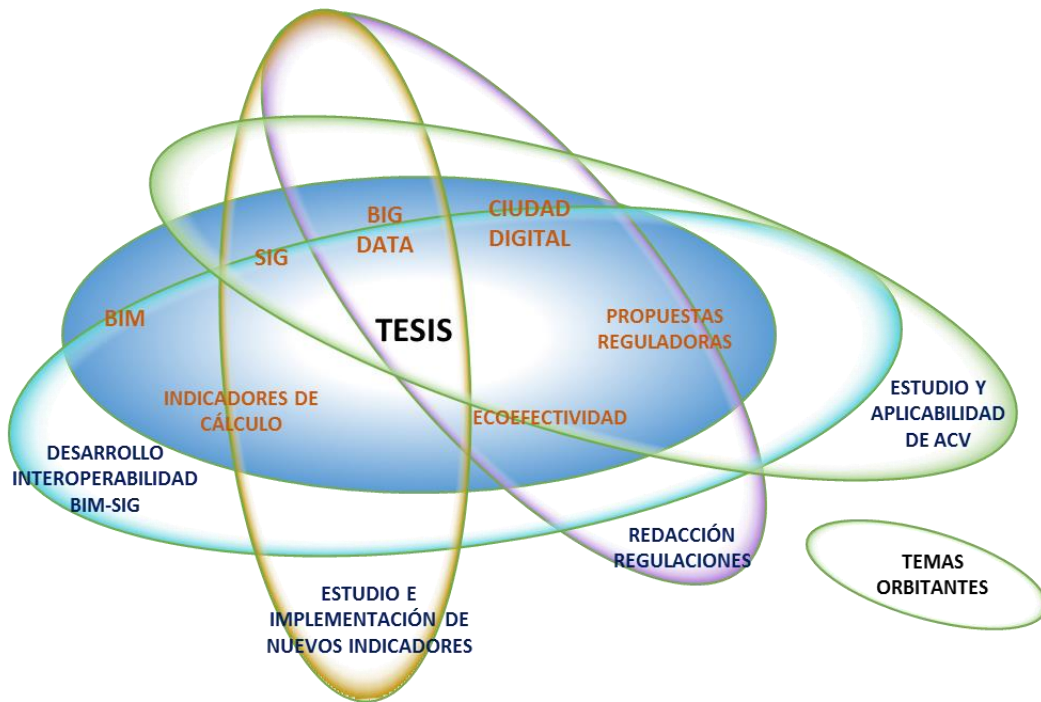 BIG
DATA
CIUDAD
DIGITAL
SIG
BIM
TESIS
PROPUESTAS
REGULADORAS
INDICADORES DE
CÁLCULO
ECOEFECTIVIDAD
ESTUDIO Y
APLICABILIDAD
DE ACV
DESARROLLO
INTEROPERABILIDAD
BIM-SIG
REDACCIÓN
REGULACIONES
TEMAS
ORBITANTES
ESTUDIO E
IMPLEMENTACIÓN DE
NUEVOS INDICADORES